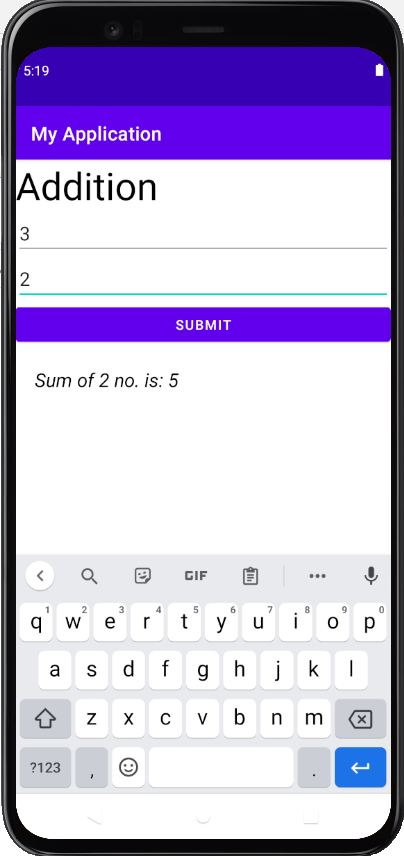 5:19
My Application
Addition
3
2
SUBMIT
Sum of 2 no. is: 5
GIF
q1 w2 e3 r4 t5 y6 u7 i8 o9 p0
a s d f g h j k l
z x c v b n m
?123 , .